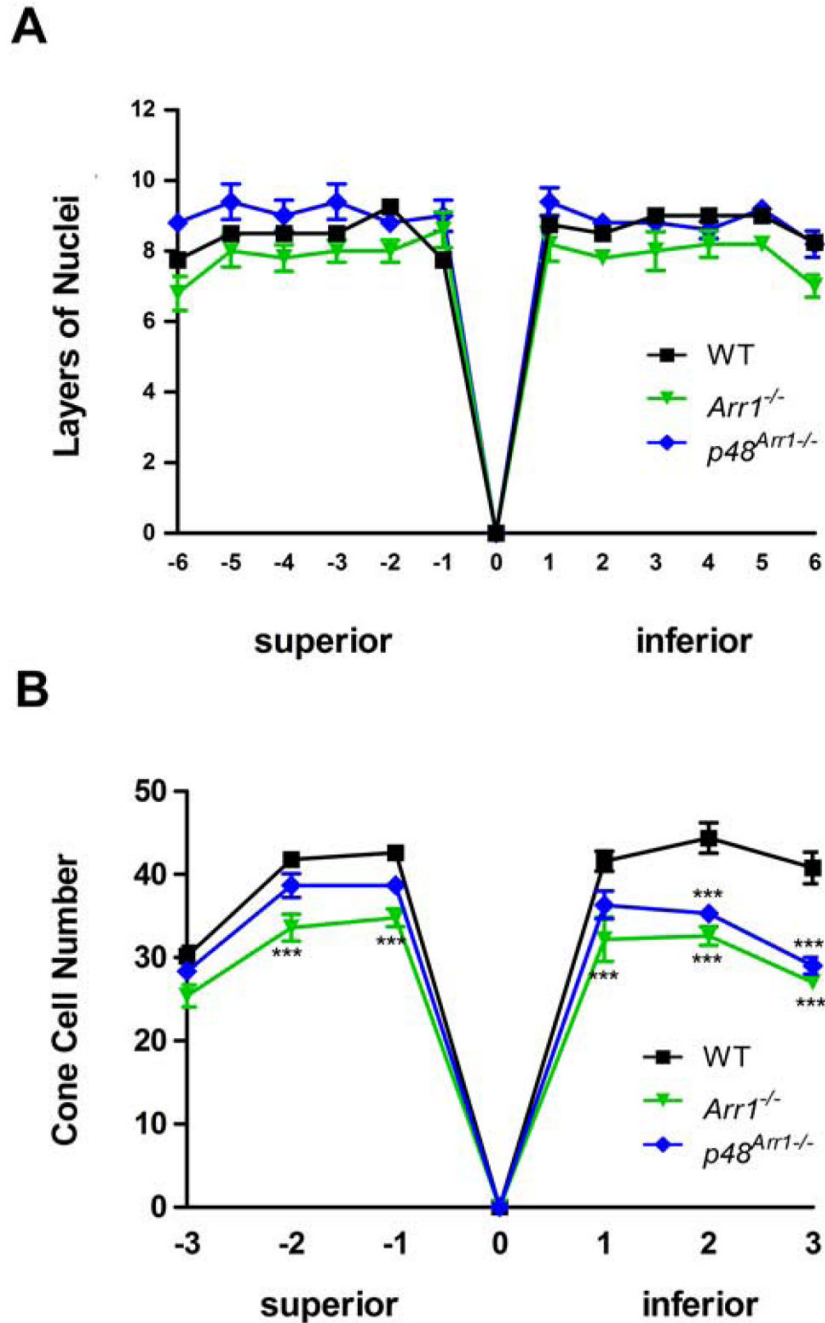 A
12
10
8
6
4
2
0
Layers of Nuclei
WT
Arr1-/-
p48Arr1-/-
-6 -5 -4 -3 -2 -1 0 1 2 3 4 5 6
superior inferior
B
50
40
30
20
10
0
Cone Cell Number
*** *** *** *** *** *** ***
WT
Arr1-/-
p48Arr1-/-
-3 -2 -1 0 1 2 3
superior inferior